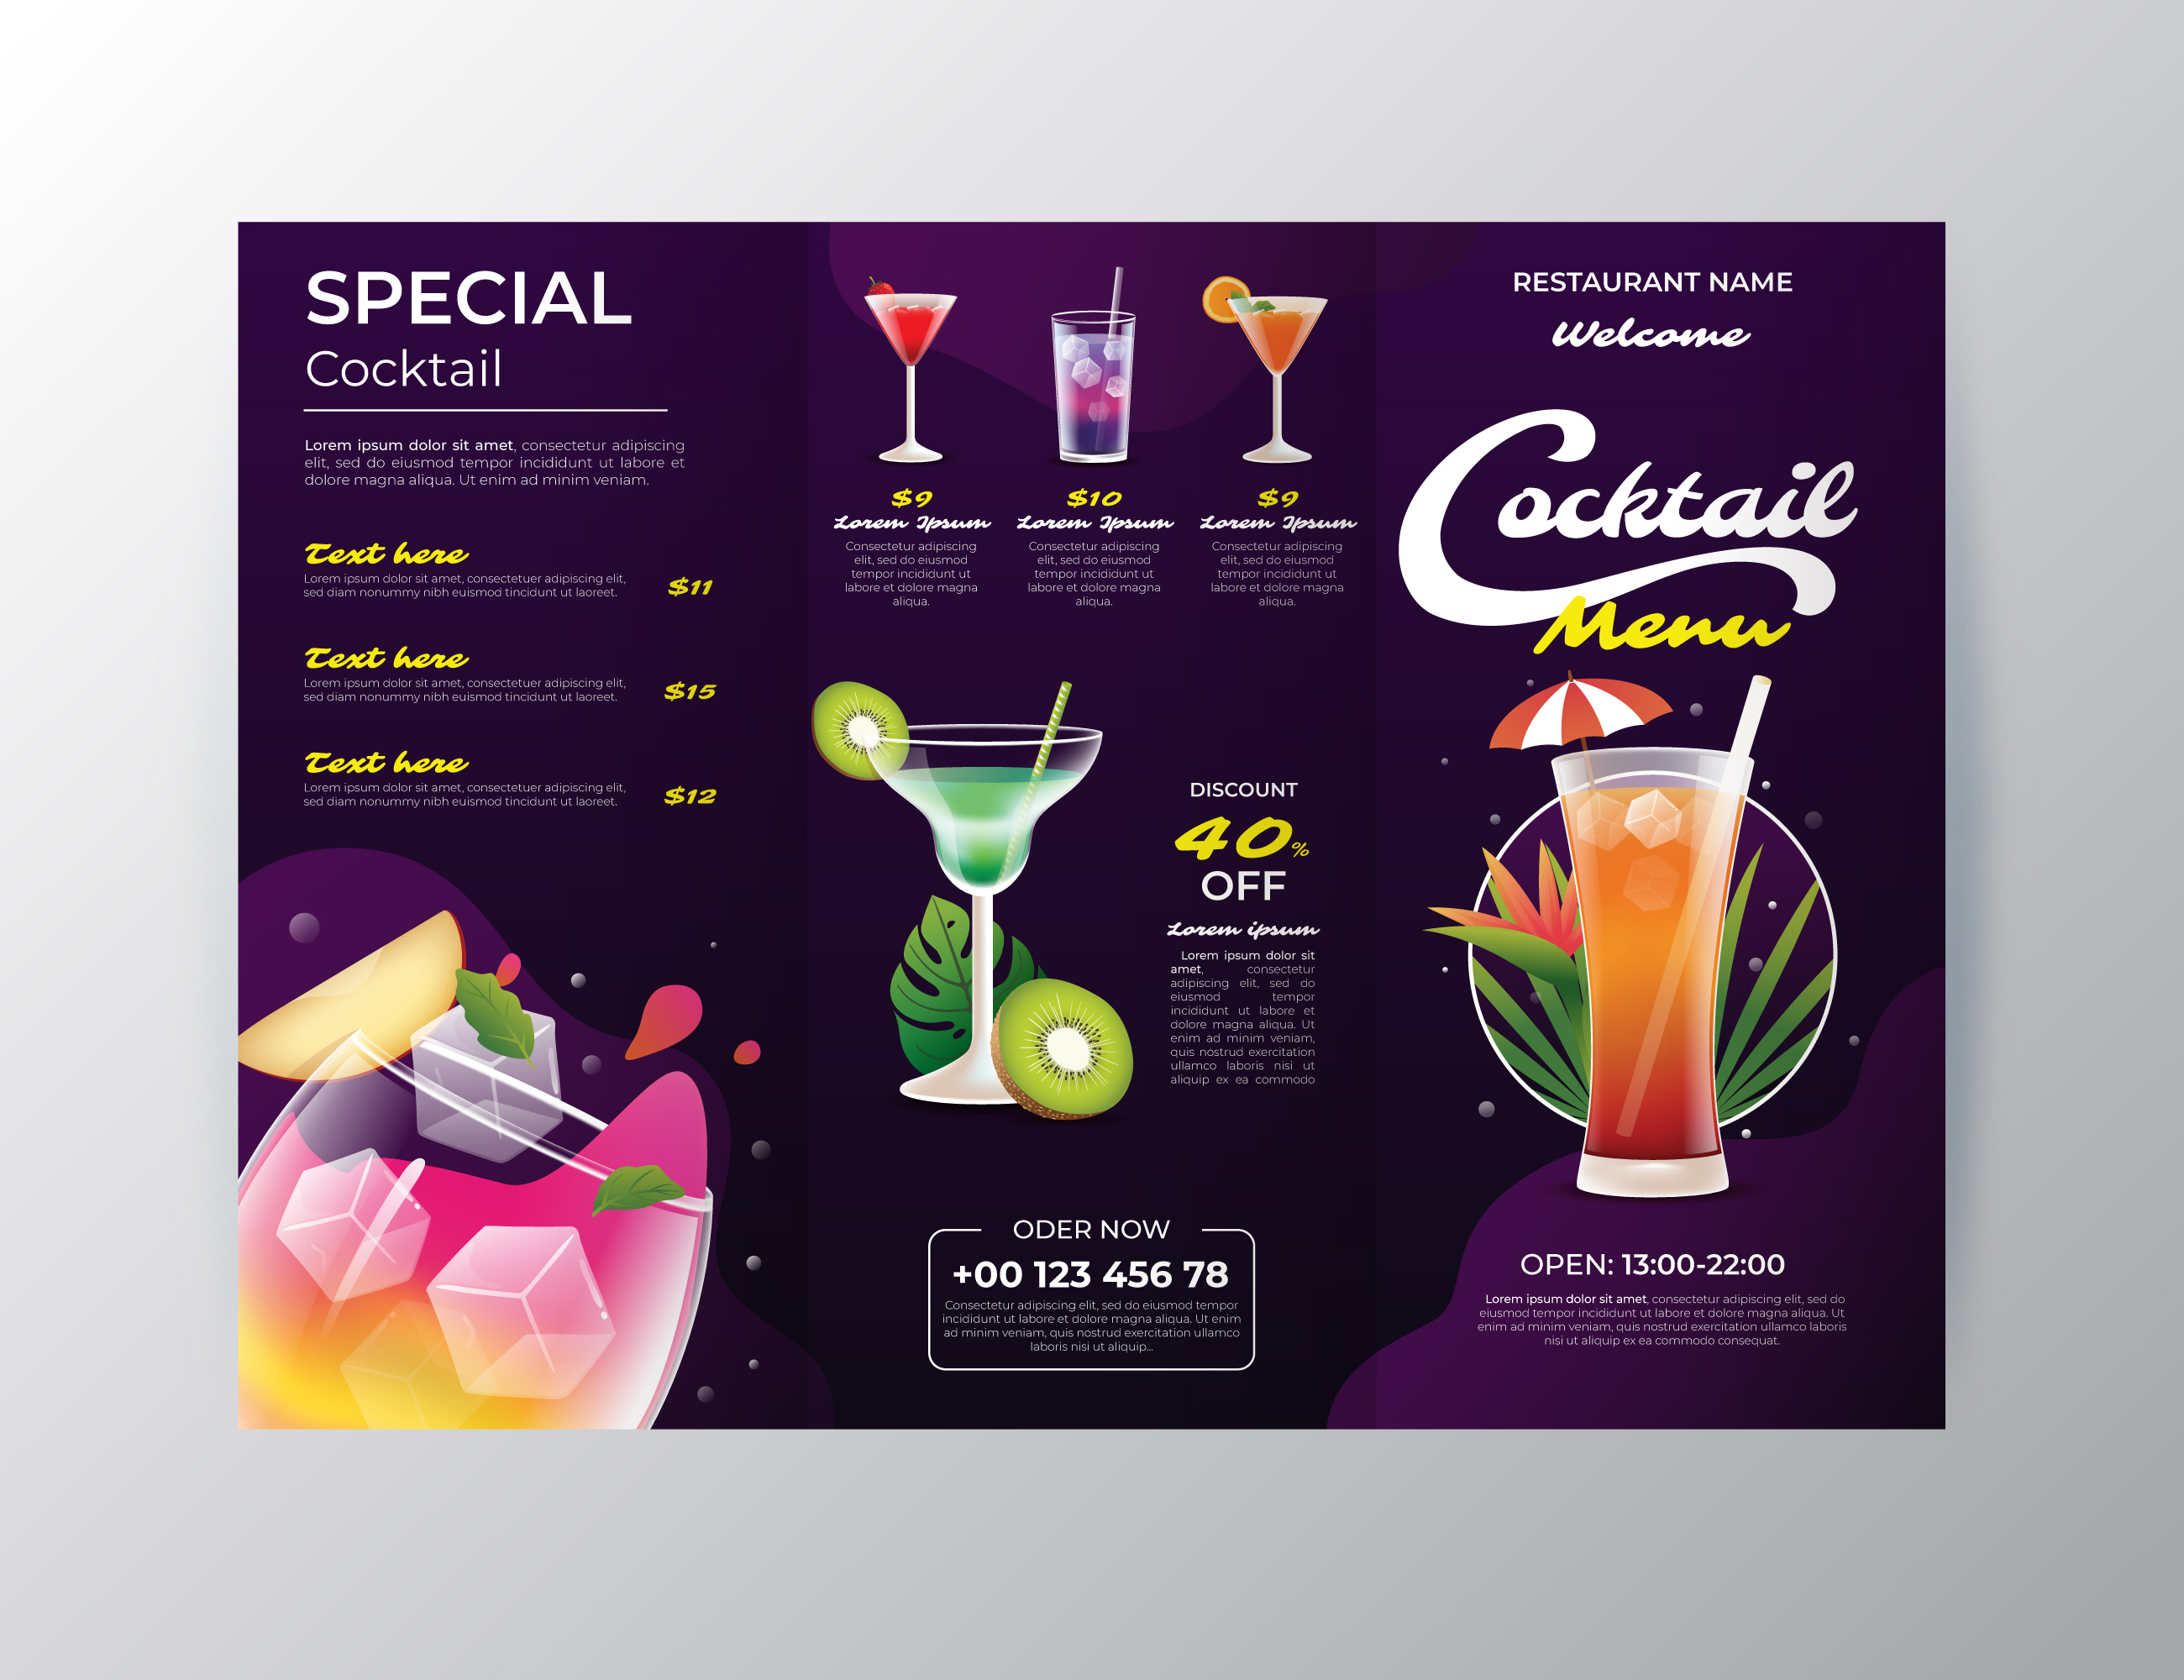 SPECIAL
Cocktail
Lorem ipsum dolor sit amet, consectetur adipiscing
elit, sed do eiusmod tempor incididunt ut labore et
dolore magna aliqua. Ut enim ad minim veniam.
Text here
Lorem ipsum dolor sit amet, consectetuer adipiscing elit,
sed diam nonummy nibh euismod tincidunt ut laoreet.
$11
Text here
Lorem ipsum dolor sit amet, consectetuer adipiscing elit,
sed diam nonummy nibh euismod tincidunt ut laoreet.
$15
Text here
Lorem ipsum dolor sit amet, consectetuer adipiscing elit,
sed diam nonummy nibh euismod tincidunt ut laoreet.
$12
$9
Lorem Ipsum
Consectetur adipiscing
elit, sed do eiusmod
tempor incididunt ut
labore et dolore magna
aliqua.
$10
Lorem Ipsum
Consectetur adipiscing
elit, sed do eiusmod
tempor incididunt ut
labore et dolore magna
aliqua.
$9
Lorem Ipsum
Consectetur adipiscing
elit, sed do eiusmod
tempor incididunt ut
labore et dolore magna
aliqua.
DISCOUNT
40%
OFF
Lorem ipsum
Lorem ipsum dolor sit
amet, consectetur
adipiscing elit, sed do
eiusmod tempor
incididunt ut labore et
dolore magna aliqua. Ut
enim ad minim veniam,
quis nostrud exercitation
ullamco laboris nisi ut
aliquip ex ea commodo
ODER NOW
+00 123 456 78
Consectetur adipiscing elit, sed do eiusmod tempor
incididunt ut labore et dolore magna aliqua. Ut enim
ad minim veniam, quis nostrud exercitation ullamco
laboris nisi ut aliquip...
RESTAURANT NAME
Welcome
Cocktail
Menu
OPEN: 13:00-22:00
Lorem ipsum dolor sit amet, consectetur adipiscing elit, sed do
eiusmod tempor incididunt ut labore et dolore magna aliqua. Ut
enim ad minim veniam, quis nostrud exercitation ullamco laboris
nisi ut aliquip ex ea commodo consequat.